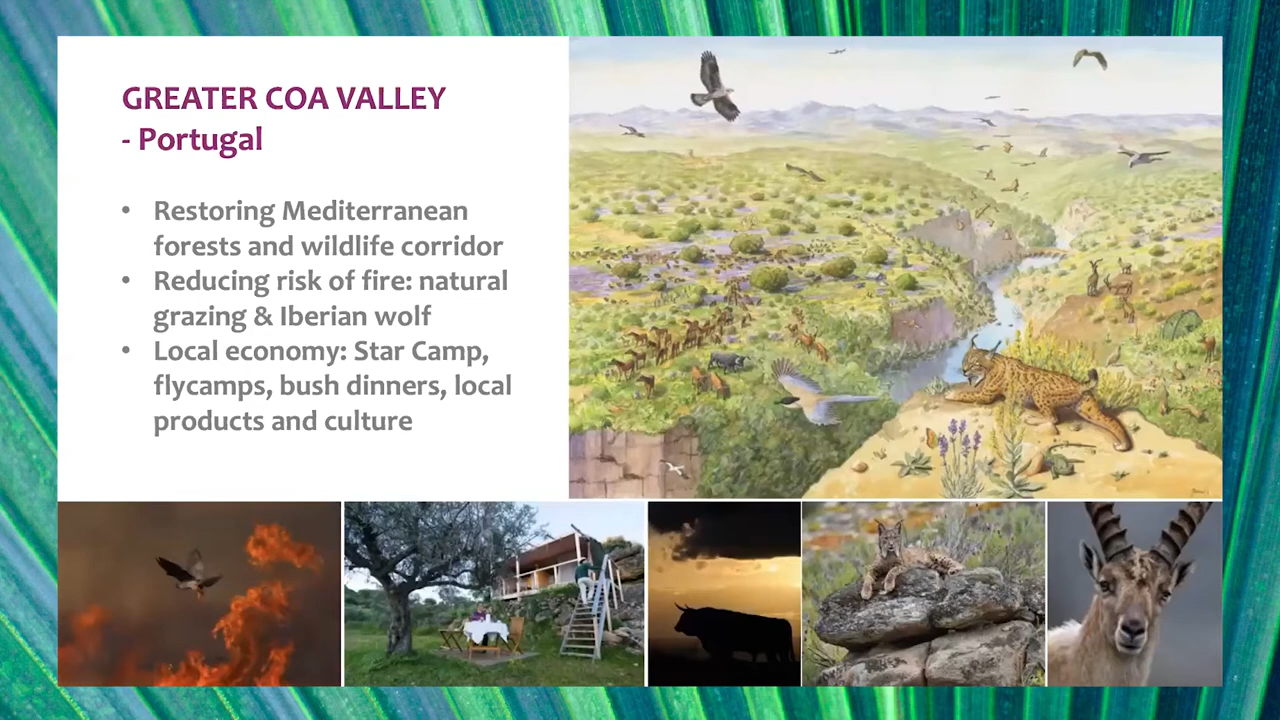 GREATER COA VALLEY
- Portugal
• Restoring Mediterranean
forests and wildlife corridor
• Reducing risk of fire: natural
grazing & Iberian wolf
• Local economy: Star Camp,
flycamps, bush dinners, local
products and culture